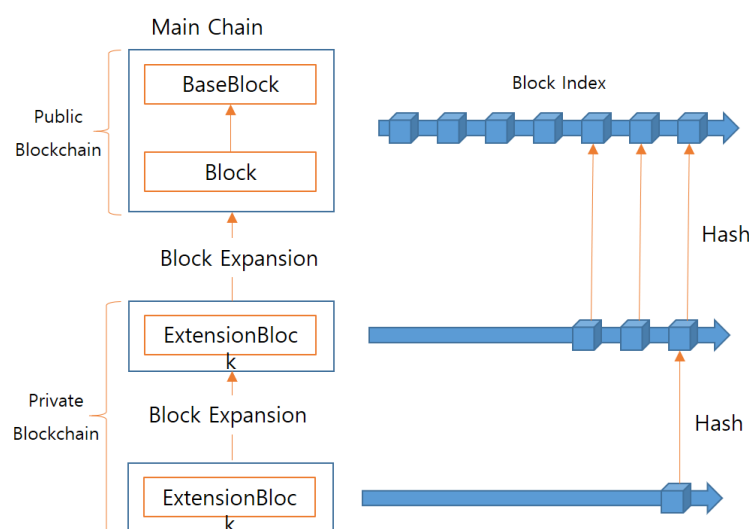 Main Chain
BaseBlock
Block
Public
Blockchain
Block Index
Hash
Block Expansion
ExtensionBloc
k
Private
Blockchain
Block Expansion
Hash
ExtensionBloc
k